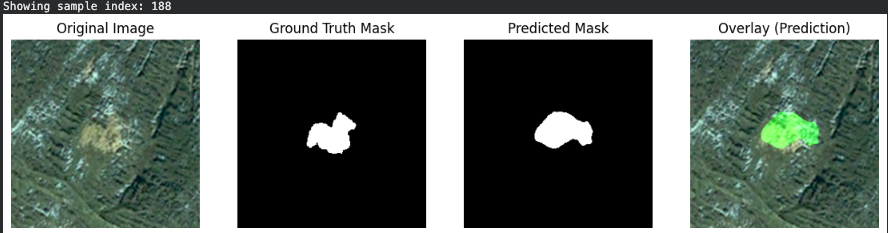 Showing sample index: 188
Original Image
Ground Truth Mask
Predicted Mask
Overlay (Prediction)